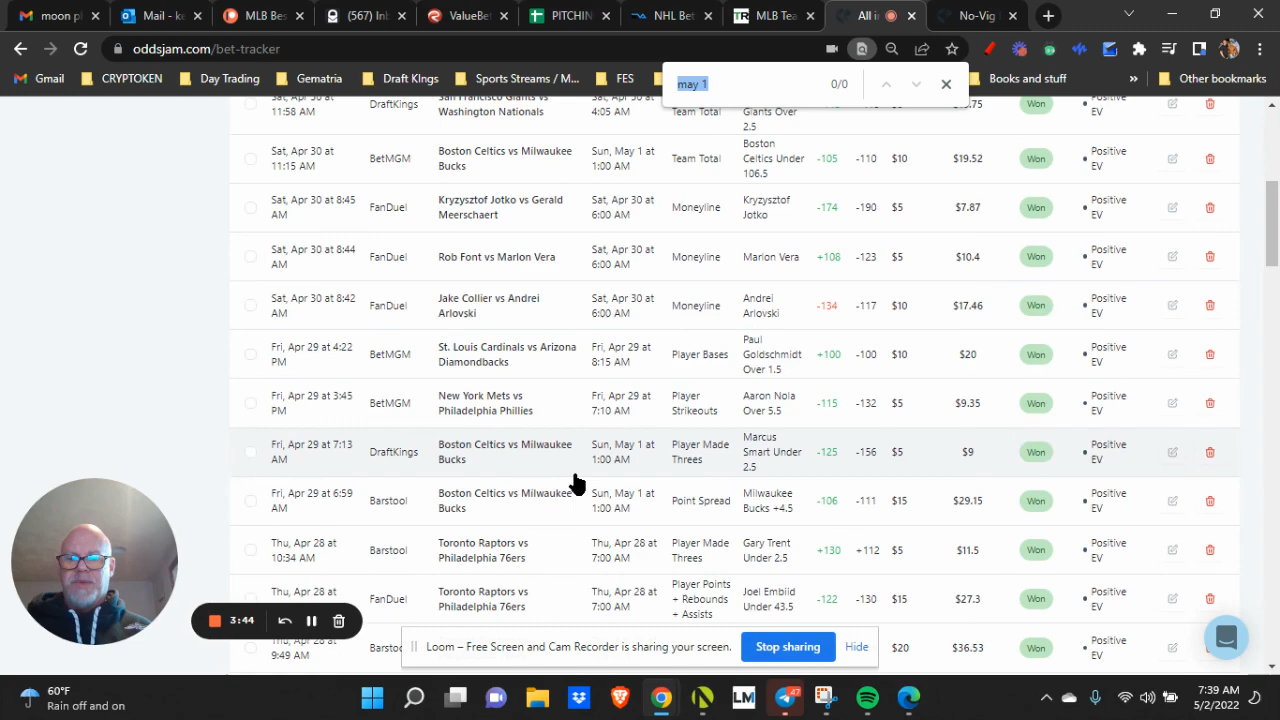 moon pl
Mail - ke
MLB Bes
(567) Inb
ValueBet
PITCHIN
NHL Bet
MLB Tea
All i
No-Vig
oddsjam.com/bet-tracker
Gmail
CRYPTOKEN
Day Trading
Gematria
Draft KIngs
Sports Streams / M...
FES
Books and stuff
Other bookmarks
may 1
0/0
Sat, Apr 30 at
11:58 AM
DraftKings
San Francisco Giants vs
Washington Nationals
4:05 AM
Team Total
Giants Over
2.5
Won
EV
Sat, Apr 30 at
11:15 AM
BetMGM
Boston Celtics vs Milwaukee
Bucks
Sun, May 1 at
1:00 AM
Team Total
Boston
Celtics Under
106.5
-105
-110
$10
$19.52
Won
• Positive
EV
Sat, Apr 30 at 8:45
AM
FanDuel
Kryzysztof Jotko vs Gerald
Meerschaert
Sat, Apr 30 at
6:00 AM
Moneyline
Kryzysztof
Jotko
-174
-190
$5
$7.87
Won
• Positive
EV
Sat, Apr 30 at 8:44
AM
FanDuel
Rob Font vs Marlon Vera
Sat, Apr 30 at
6:00 AM
Moneyline
Marlon Vera
+108
-123
$5
$10.4
Won
• Positive
EV
Sat, Apr 30 at 8:42
AM
FanDuel
Jake Collier vs Andrei
Arlovski
Sat, Apr 30 at
6:00 AM
Moneyline
Andrei
Arlovski
-134
-117
$10
$17.46
Won
• Positive
EV
Fri, Apr 29 at 4:22
PM
BetMGM
St. Louis Cardinals vs Arizona
Diamondbacks
Fri, Apr 29 at
8:15 AM
Player Bases
Paul
Goldschmidt
Over 1.5
+100
-100
$10
$20
Won
• Positive
EV
Fri, Apr 29 at 3:45
PM
BetMGM
New York Mets vs
Philadelphia Phillies
Fri, Apr 29 at
7:10 AM
Player
Strikeouts
Aaron Nola
Over 5.5
-115
-132
$5
$9.35
Won
• Positive
EV
Fri, Apr 29 at 7:13
AM
DraftKings
Boston Celtics vs Milwaukee
Bucks
Sun, May 1 at
1:00 AM
Player Made
Threes
Marcus
Smart Under
2.5
-125
-156
$5
$9
Won
• Positive
EV
Fri, Apr 29 at 6:59
AM
Barstool
Boston Celtics vs Milwaukee
Bucks
Sun, May 1 at
1:00 AM
Point Spread
Milwaukee
Bucks +4.5
-106
-111
$15
$29.15
Won
• Positive
EV
Thu, Apr 28 at
10:34 AM
Barstool
Toronto Raptors vs
Philadelphia 76ers
Thu, Apr 28 at
7:00 AM
Player Made
Threes
Gary Trent
Under 2.5
+130
+112
$5
$11.5
Won
• Positive
EV
Thu, Apr 28 at
FanDuel
Toronto Raptors vs
Philadelphia 76ers
Thu, Apr 28 at
7:00 AM
Player Points
+ Rebounds
+ Assists
Joel Embiid
Under 43.5
-122
-130
$15
$27.3
Won
• Positive
EV
Thu, Apr 28 at
9:49 AM
$20
$36.53
Won
• Positive
EV
3:44
Loom – Free Screen and Cam Recorder is sharing your screen.
Stop sharing
Hide
60°F
Rain off and on
LM
47
7:39 AM
5/2/2022